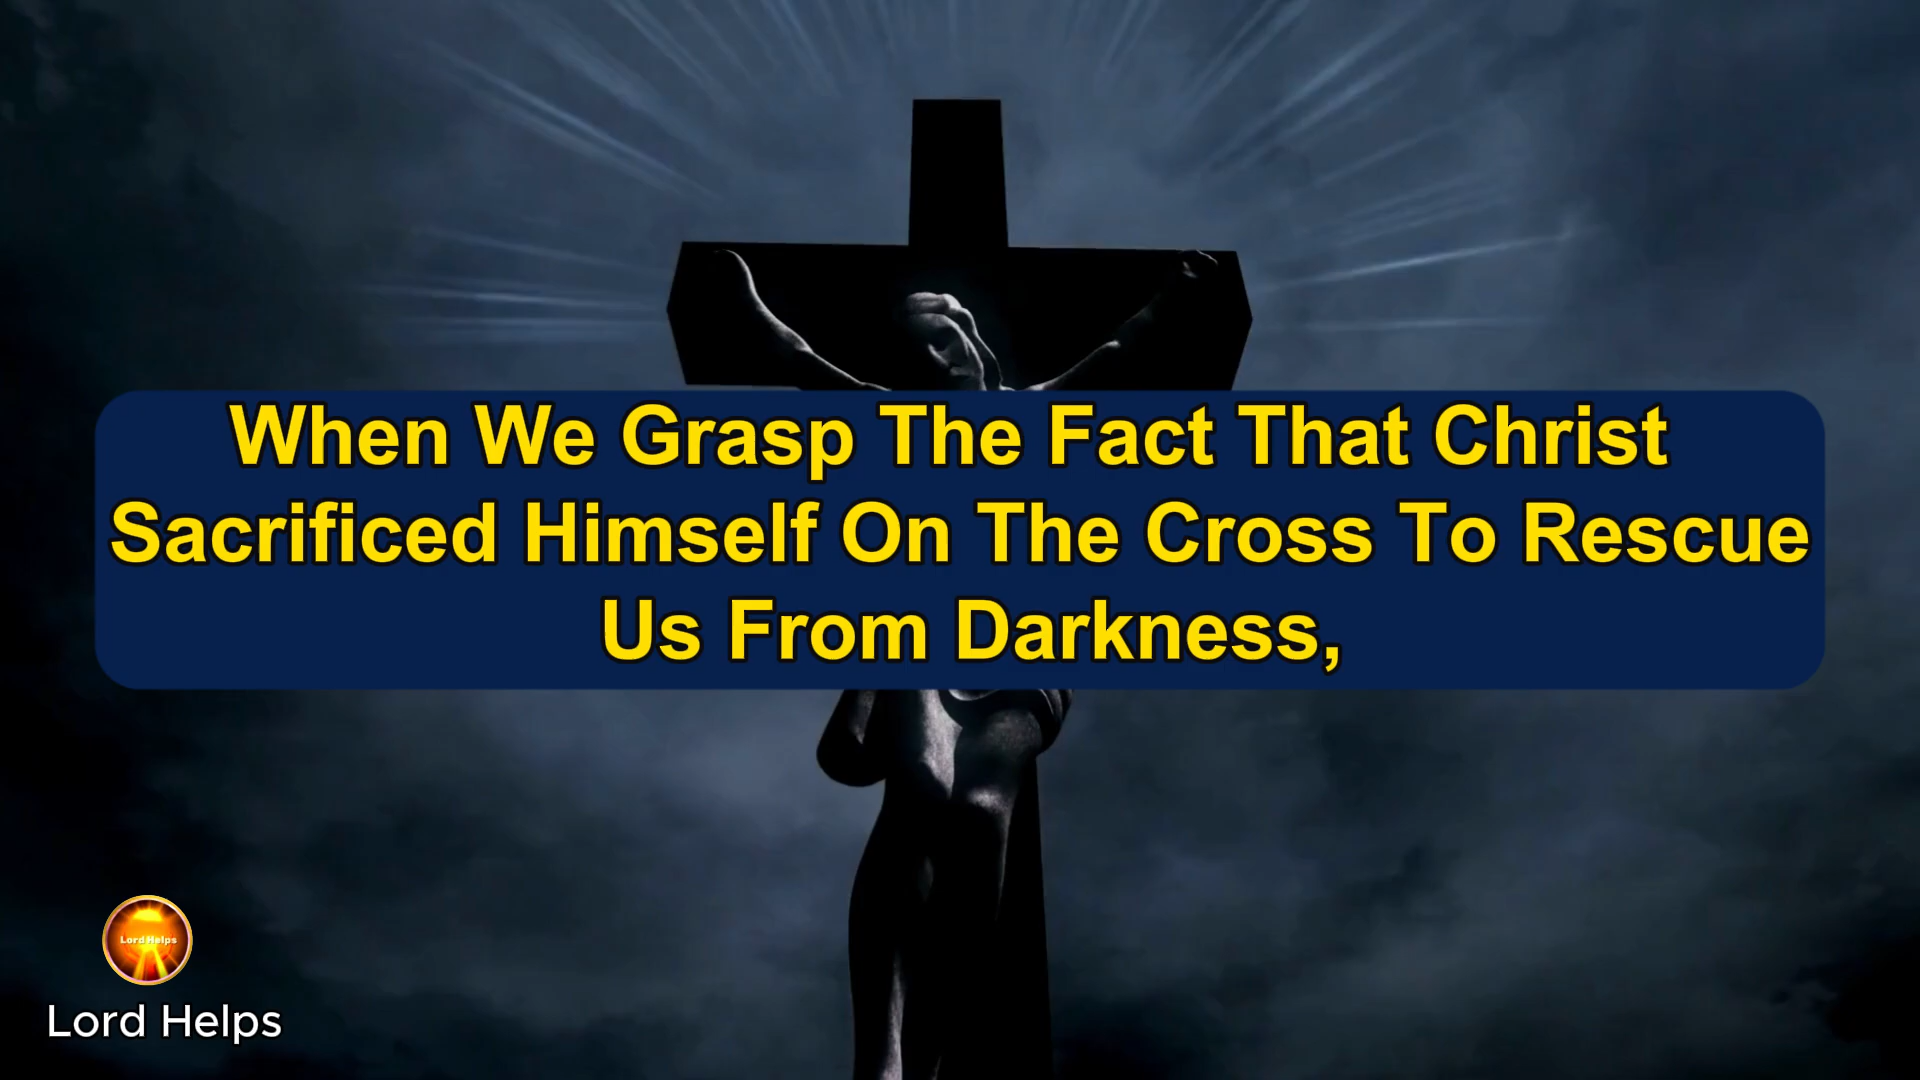 When We Grasp The Fact That Christ
Sacrificed Himself On The Cross To Rescue
Us From Darkness,
Lord Helps
Lord Helps